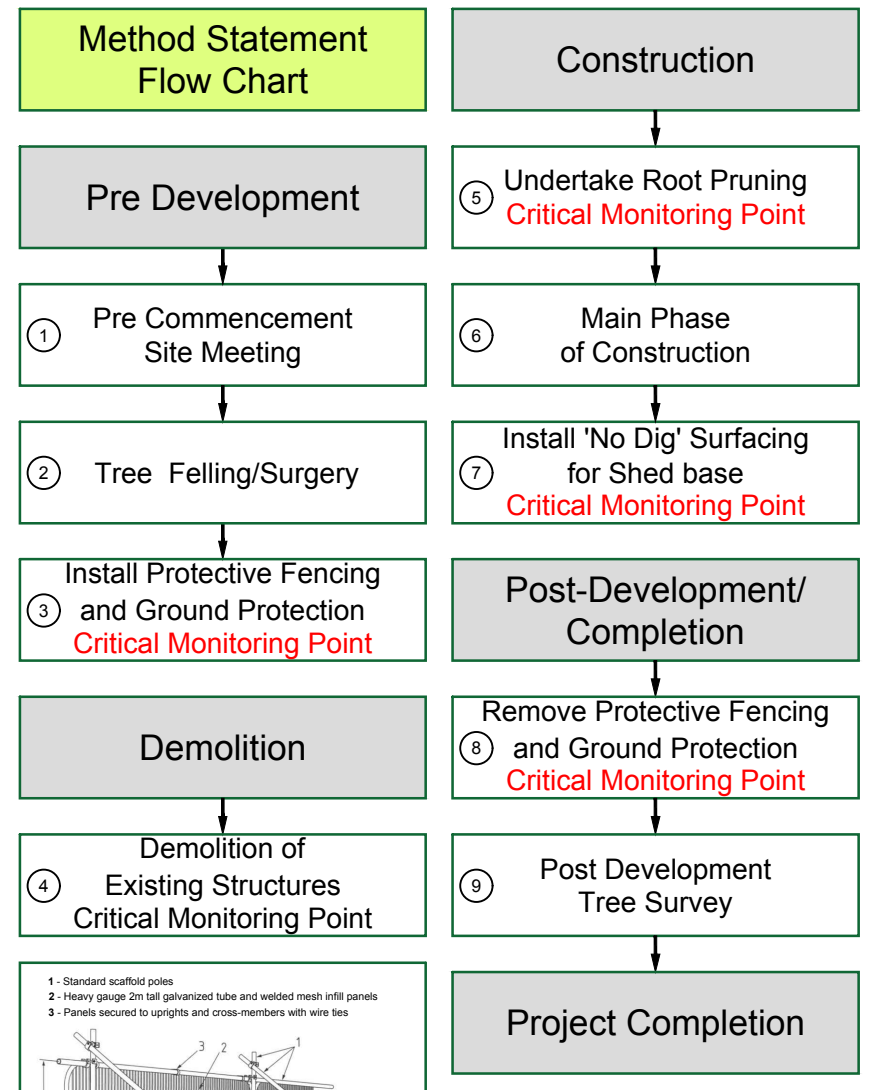 Method Statement
Flow Chart
Pre Development
1
Pre Commencement
Site Meeting
2
Tree Felling/Surgery
3
Install Protective Fencing
and Ground Protection
Critical Monitoring Point
Demolition
4
Demolition of
Existing Structures
Critical Monitoring Point
1 - Standard scaffold poles
2 - Heavy gauge 2m tall galvanized tube and welded mesh infill panels
3 - Panels secured to uprights and cross-members with wire ties
3
2
1
Construction
5
Undertake Root Pruning
Critical Monitoring Point
6
Main Phase
of Construction
7
Install 'No Dig' Surfacing
for Shed base
Critical Monitoring Point
Post-Development/
Completion
8
Remove Protective Fencing
and Ground Protection
Critical Monitoring Point
9
Post Development
Tree Survey
Project Completion